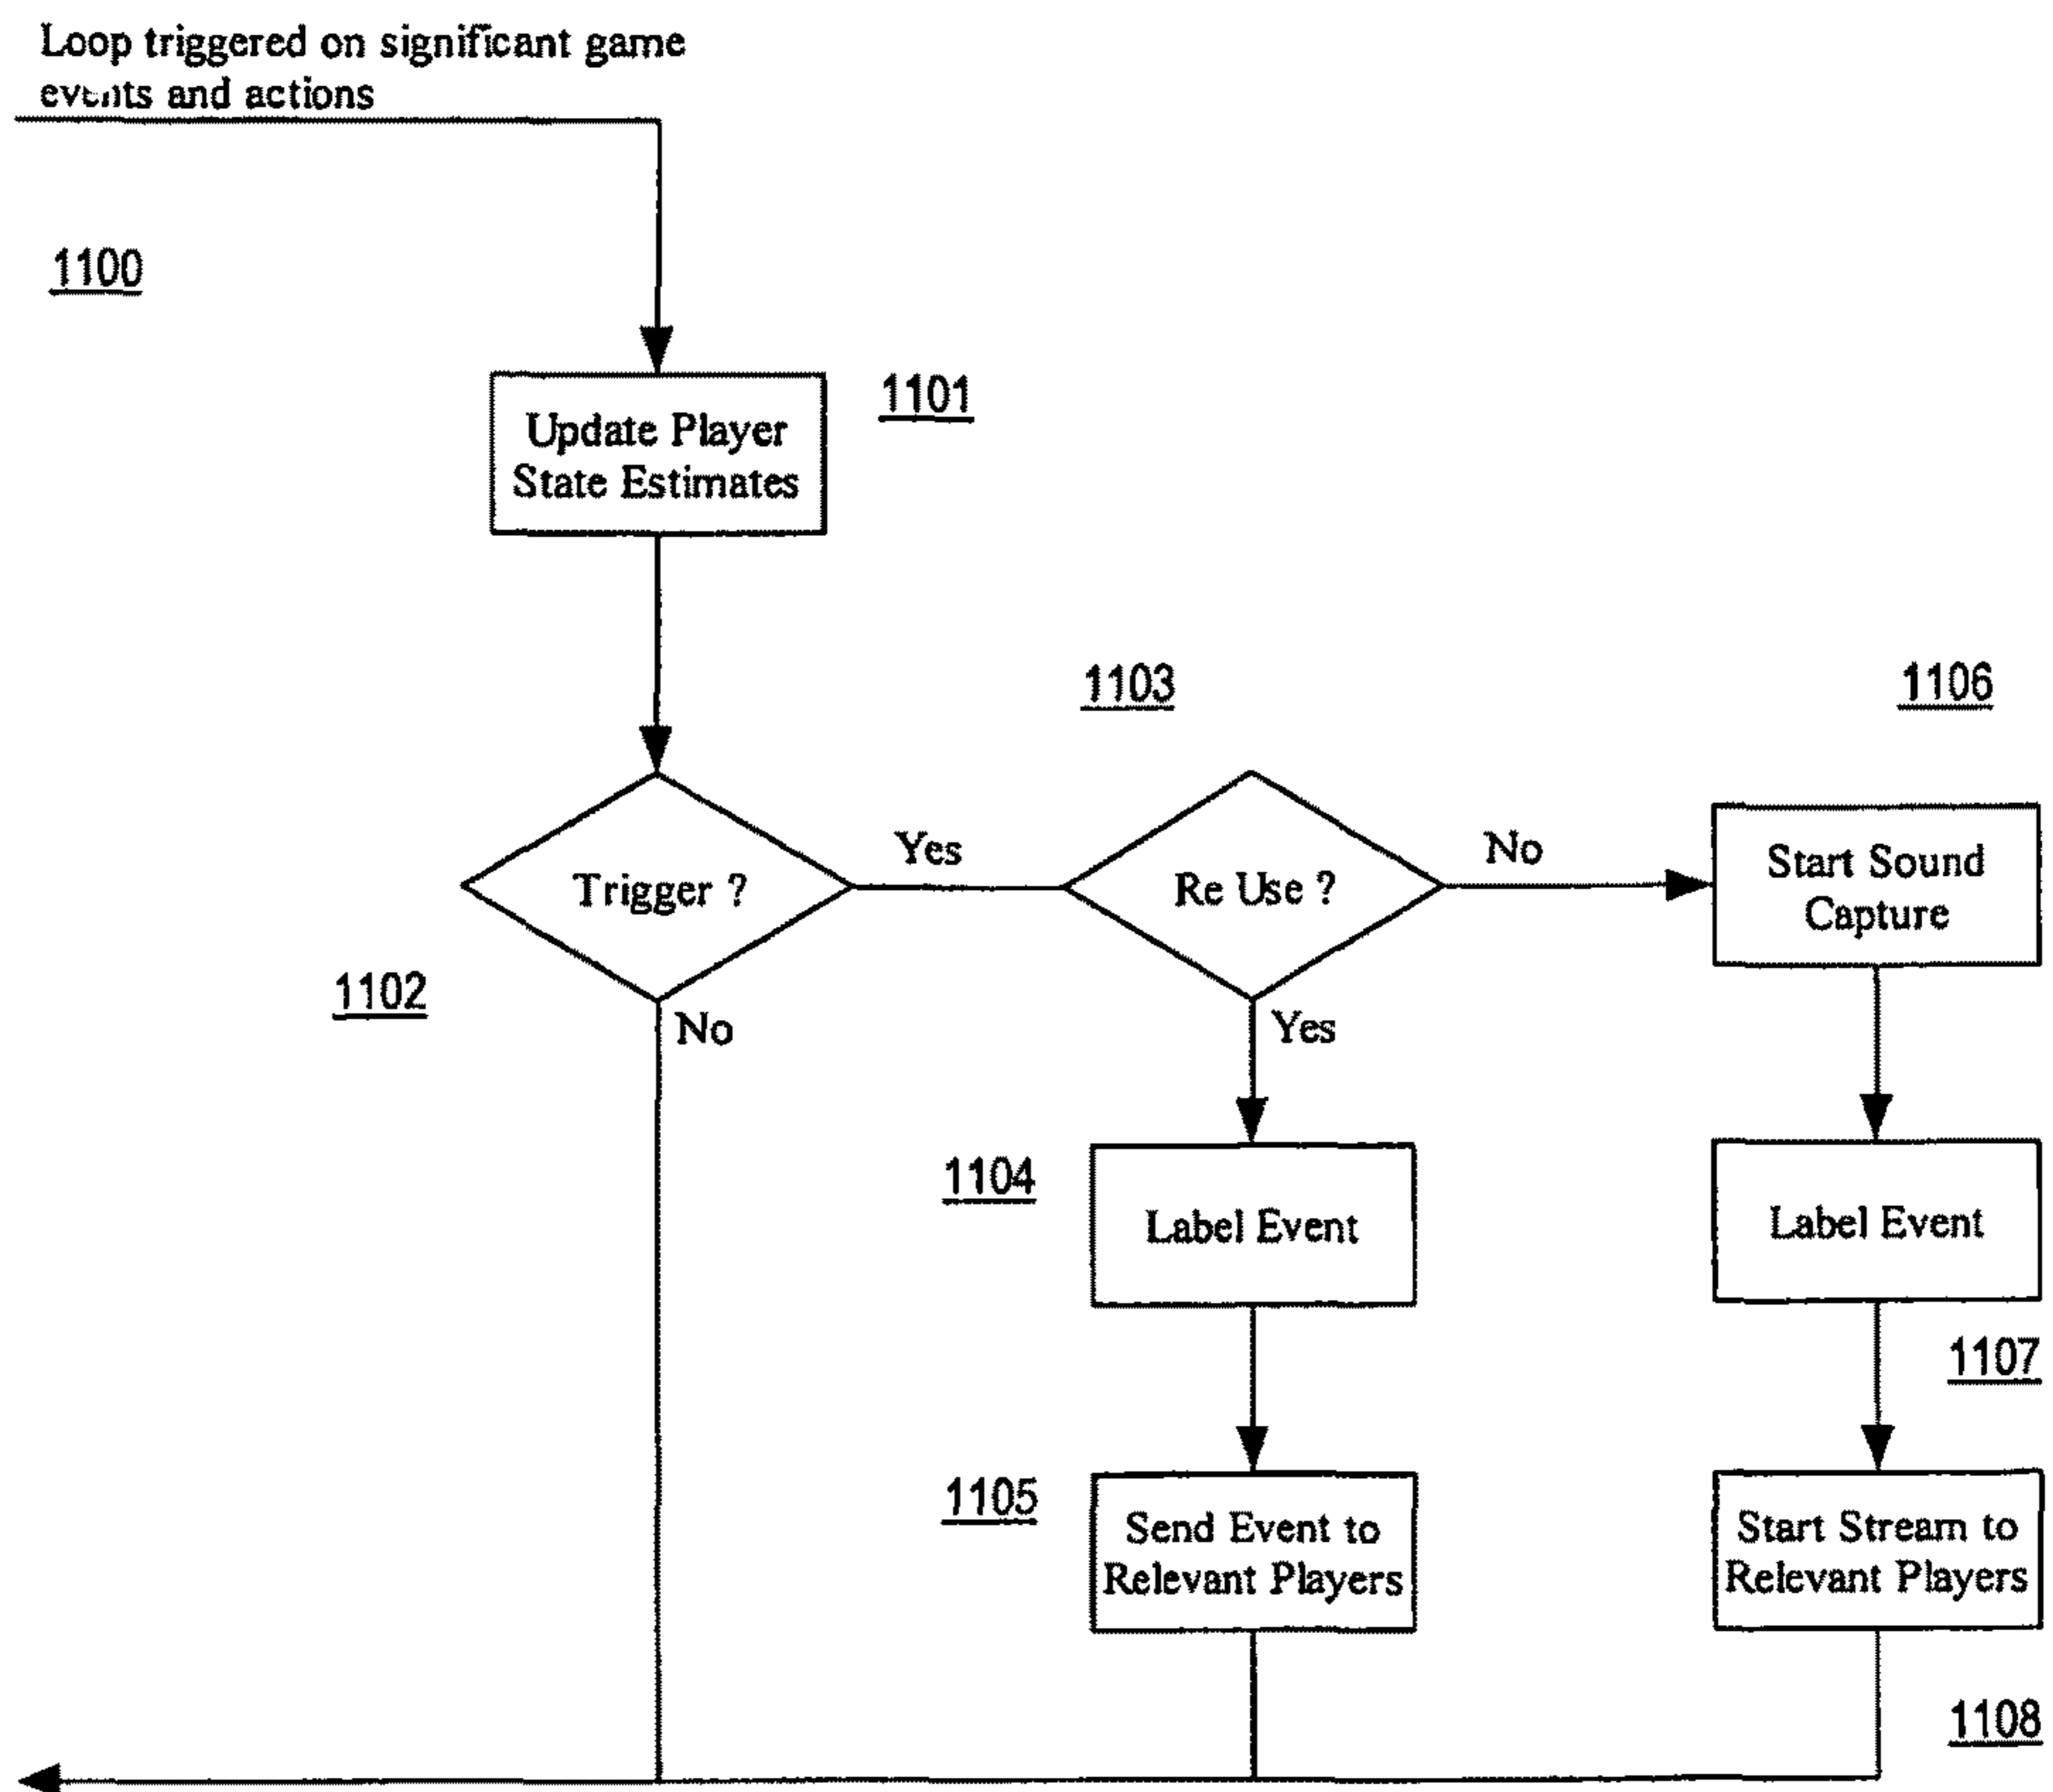 Loop triggered on significant game
events and actions
1100
1101
Update Player
State Estimates
1103
1106
Trigger ?
Yes
Re Use ?
No
Start Sound
Capture
1102
No
Yes
1104
Label Event
Label Event
1107
1105
Send Event to
Relevant Players
Start Stream to
Relevant Players
1108